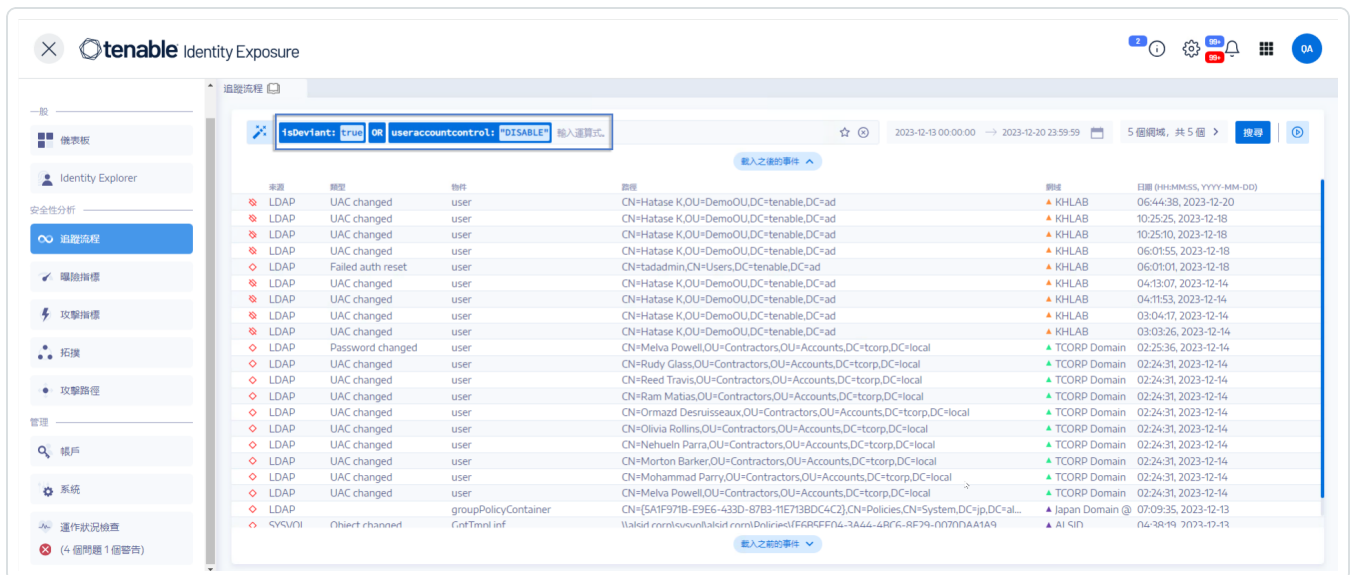 tenable Identity Exposure
2 99+ 99+ QA
追蹤流程
一般
儀表板
Identity Explorer
安全性分析
追蹤流程
曝險指標
攻擊指標
拓撲
攻擊路徑
管理
帳戶
系統
運作狀況檢查
(4 個問題 1 個警告)
isDeviant: true OR useraccountcontrol: "DISABLE" 輸入運算式。
2023-12-13 00:00:00 → 2023-12-20 23:59:59 5 個網域，共 5 個 > 搜尋
載入之後的事件
來源 類型 物件 路徑 網域 日期 (HH:MM:SS, YYYY-MM-DD)
LDAP UAC changed user CN=Hatase K,OU=DemoOU,DC=tenable,DC=ad KHLAB 06:44:38, 2023-12-20
LDAP UAC changed user CN=Hatase K,OU=DemoOU,DC=tenable,DC=ad KHLAB 10:25:25, 2023-12-18
LDAP UAC changed user CN=Hatase K,OU=DemoOU,DC=tenable,DC=ad KHLAB 10:25:10, 2023-12-18
LDAP UAC changed user CN=Hatase K,OU=DemoOU,DC=tenable,DC=ad KHLAB 06:01:55, 2023-12-18
LDAP Failed auth reset user CN=tadadmin,CN=Users,DC=tenable,DC=ad KHLAB 06:01:01, 2023-12-18
LDAP UAC changed user CN=Hatase K,OU=DemoOU,DC=tenable,DC=ad KHLAB 04:13:07, 2023-12-14
LDAP UAC changed user CN=Hatase K,OU=DemoOU,DC=tenable,DC=ad KHLAB 04:11:53, 2023-12-14
LDAP UAC changed user CN=Hatase K,OU=DemoOU,DC=tenable,DC=ad KHLAB 03:04:17, 2023-12-14
LDAP UAC changed user CN=Hatase K,OU=DemoOU,DC=tenable,DC=ad KHLAB 03:03:26, 2023-12-14
LDAP Password changed user CN=Melva Powell,OU=Contractors,OU=Accounts,DC=tcorp,DC=local TCORP Domain 02:25:36, 2023-12-14
LDAP UAC changed user CN=Rudy Glass,OU=Contractors,OU=Accounts,DC=tcorp,DC=local TCORP Domain 02:24:31, 2023-12-14
LDAP UAC changed user CN=Reed Travis,OU=Contractors,OU=Accounts,DC=tcorp,DC=local TCORP Domain 02:24:31, 2023-12-14
LDAP UAC changed user CN=Ram Matias,OU=Contractors,OU=Accounts,DC=tcorp,DC=local TCORP Domain 02:24:31, 2023-12-14
LDAP UAC changed user CN=Ormazd Desruisseaux,OU=Contractors,OU=Accounts,DC=tcorp,DC=local TCORP Domain 02:24:31, 2023-12-14
LDAP UAC changed user CN=Olivia Rollins,OU=Contractors,OU=Accounts,DC=tcorp,DC=local TCORP Domain 02:24:31, 2023-12-14
LDAP UAC changed user CN=Nehueln Parra,OU=Contractors,OU=Accounts,DC=tcorp,DC=local TCORP Domain 02:24:31, 2023-12-14
LDAP UAC changed user CN=Morton Barker,OU=Contractors,OU=Accounts,DC=tcorp,DC=local TCORP Domain 02:24:31, 2023-12-14
LDAP UAC changed user CN=Mohammad Parry,OU=Contractors,OU=Accounts,DC=tcorp,DC=local TCORP Domain 02:24:31, 2023-12-14
LDAP UAC changed user CN=Melva Powell,OU=Contractors,OU=Accounts,DC=tcorp,DC=local TCORP Domain 02:24:31, 2023-12-14
LDAP groupPolicyContainer CN={5A1F971B-E9E6-433D-87B3-11E713BDC4C2},CN=Policies,CN=System,DC=jp,DC=al... Japan Domain @ 07:09:35, 2023-12-13
SYSVOL Object changed GptTmpl.inf \\alsid.corp\sysvol\alsid.corp\Policies\{F6B5FF04-3A44-4BC6-8F29-0070DAA1A9 ALSID 04:38:19, 2023-12-13
載入之前的事件